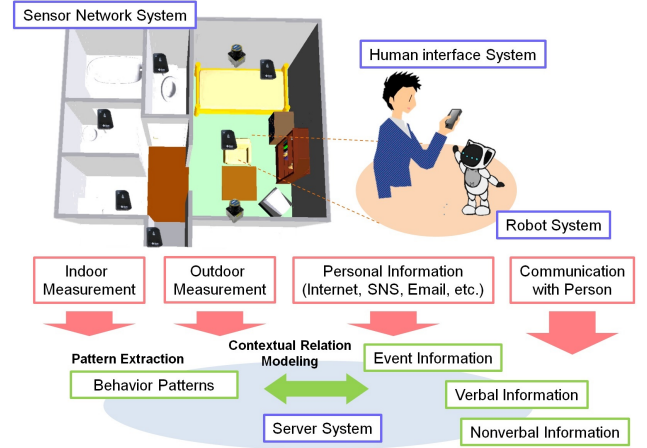 Sensor Network System
Human interface System
Robot System
Indoor
Measurement
Outdoor
Measurement
Personal Information
(Internet, SNS, Email, etc.)
Communication
with Person
Pattern Extraction
Contextual Relation
Modeling
Behavior Patterns
Event Information
Verbal Information
Server System
Nonverbal Information